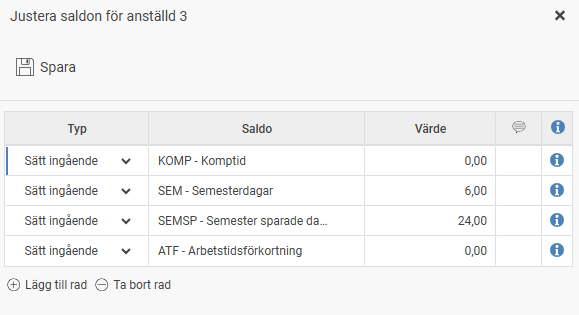 Justera saldon för anställd 3
Spara
Typ Saldo Värde
Sätt ingående KOMP - Komptid 0,00
Sätt ingående SEM - Semesterdagar 6,00
Sätt ingående SEMSP - Semester sparade da... 24,00
Sätt ingående ATF - Arbetstidsförkortning 0,00
Lägg till rad Ta bort rad